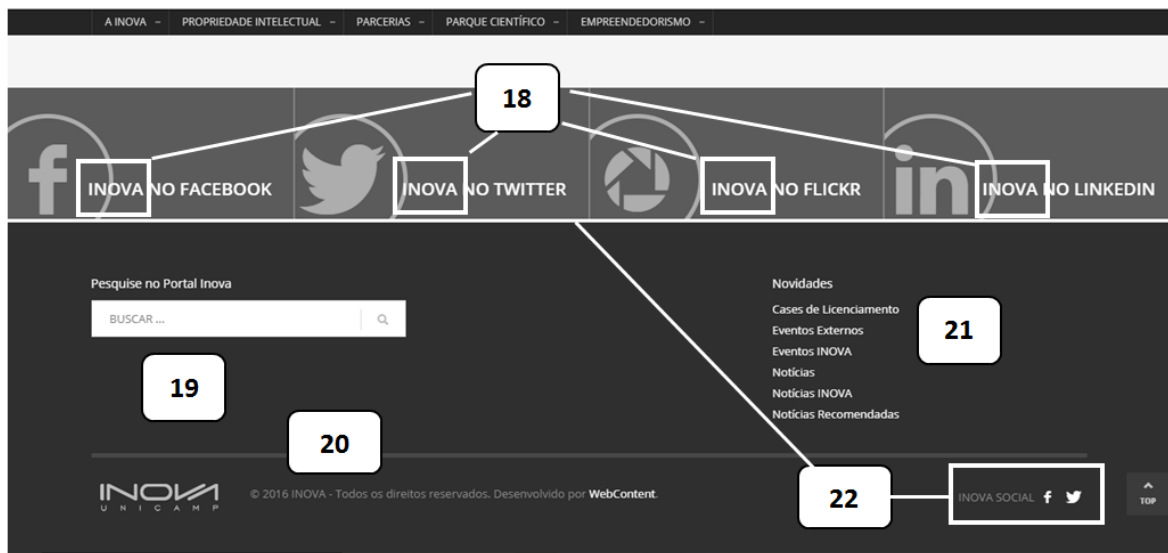 A INOVA – PROPRIEDADE INTELECTUAL – PARCERIAS – PARQUE CIENTÍFICO – EMPREENDEDORISMO –
18
INOVA NO FACEBOOK
INOVA NO TWITTER
INOVA NO FLICKR
INOVA NO LINKEDIN
Pesquise no Portal Inova
BUSCAR ...
19
20
Novidades
Cases de Licenciamento
Eventos Externos
Eventos INOVA
Notícias
Notícias INOVA
Notícias Recomendadas
21
INOVA
UNICAMP
© 2016 INOVA - Todos os direitos reservados. Desenvolvido por WebContent.
22
INOVA SOCIAL
TOP